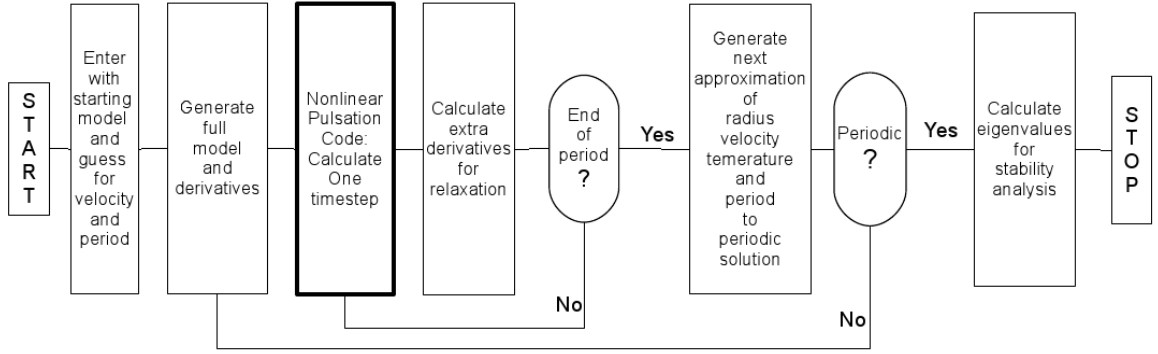 START
Enter
with
starting
model
and
guess
for
velocity
and
period
Generate
full
model
and
derivatives
Nonlinear
Pulsation
Code:
Calculate
One
timestep
Calculate
extra
derivatives
for
relaxation
End
of
period
?
Yes
No
Generate
next
approximation
of
radius
velocity
temerature
and
period
to
periodic
solution
Periodic
?
Yes
No
Calculate
eigenvalues
for
stability
analysis
STOP